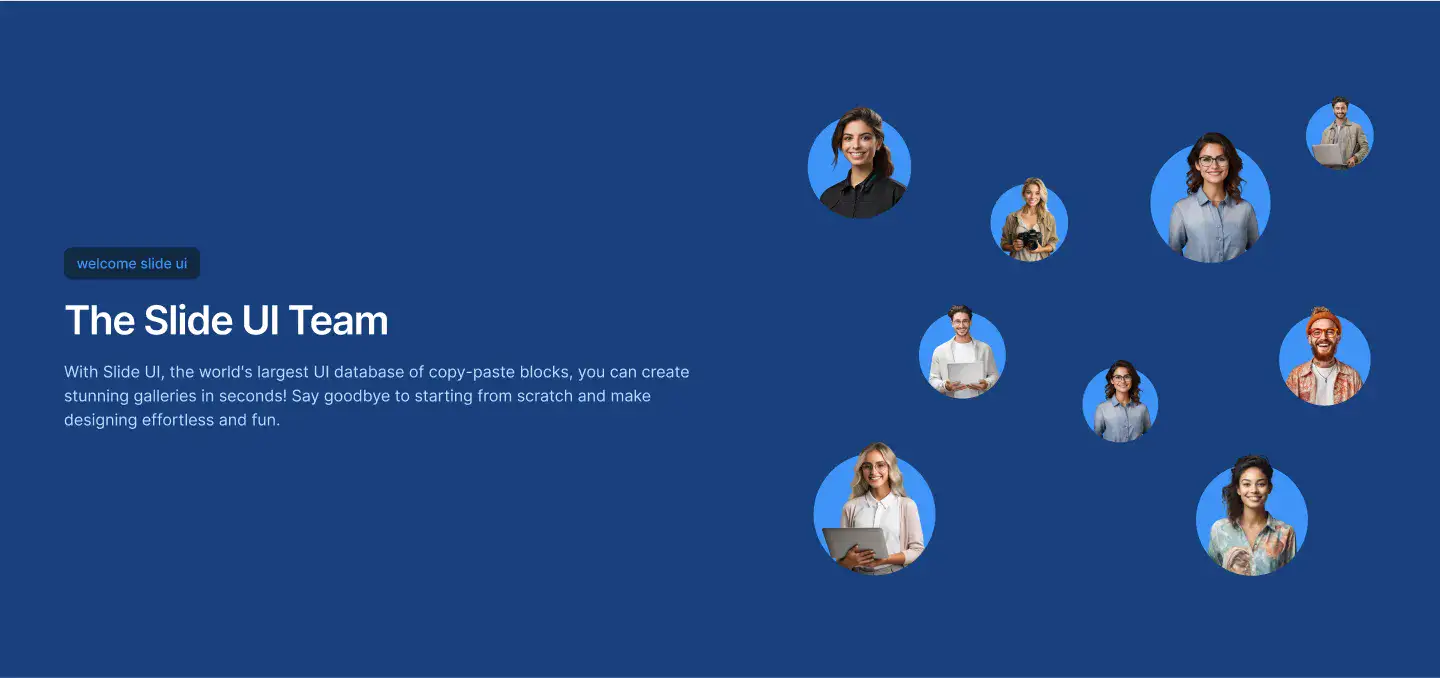 welcome slide ui
The Slide UI Team
With Slide UI, the world's largest UI database of copy-paste blocks, you can create
stunning galleries in seconds! Say goodbye to starting from scratch and make
designing effortless and fun.